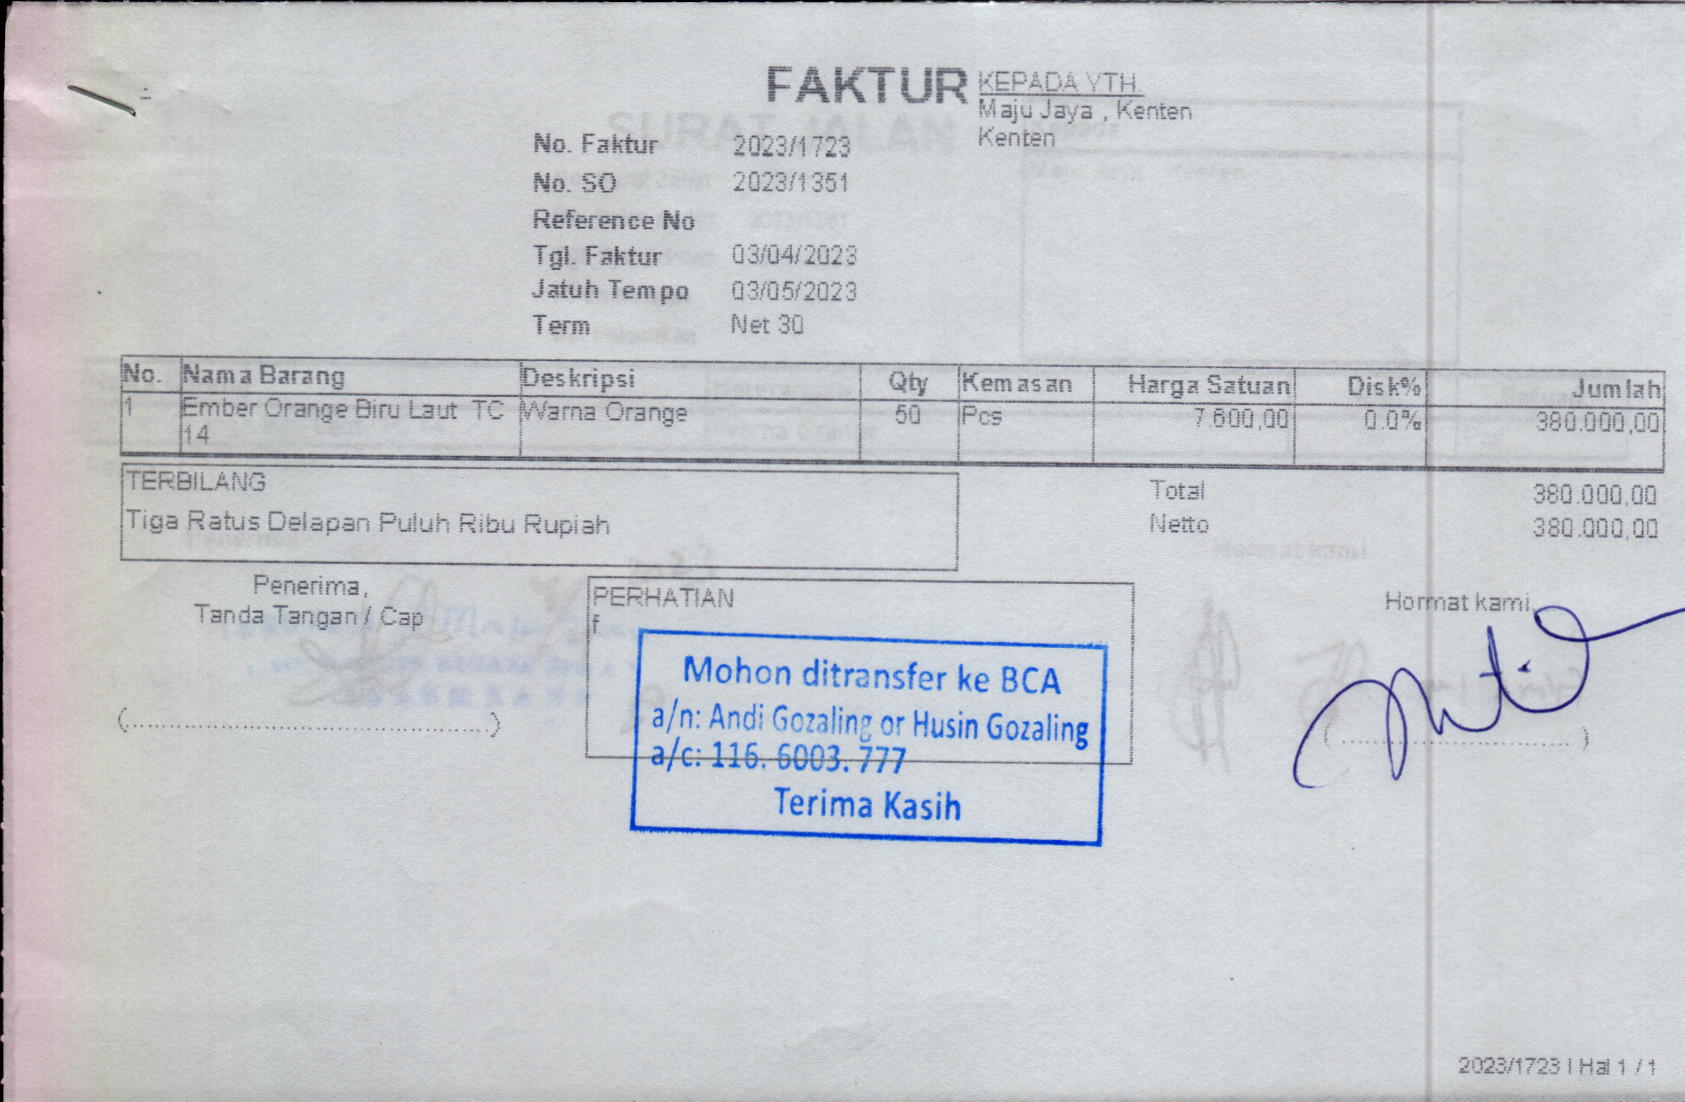 FAKTUR
KEPADA YTH.
Maju Jaya , Kenten
Kenten
No. Faktur 2023/1723
No. SO 2023/1351
Reference No
Tgl. Faktur 03/04/2023
Jatuh Tempo 03/05/2023
Term Net 30
No. Nama Barang Deskripsi Qty Kemasan Harga Satuan Disk% Jumlah
1 Ember Orange Biru Laut TC Warna Orange 50 Pcs 7.600,00 0.0% 380.000,00
14
TERBILANG
Tiga Ratus Delapan Puluh Ribu Rupiah
Total 380.000,00
Netto 380.000,00
Penerima,
Tanda Tangan / Cap
(..................................................)
PERHATIAN
f
Mohon ditransfer ke BCA
a/n: Andi Gozaling or Husin Gozaling
a/c: 116. 6003. 777
Terima Kasih
Hormat kami,
(................................)
2023/1723 | Hal 1 / 1